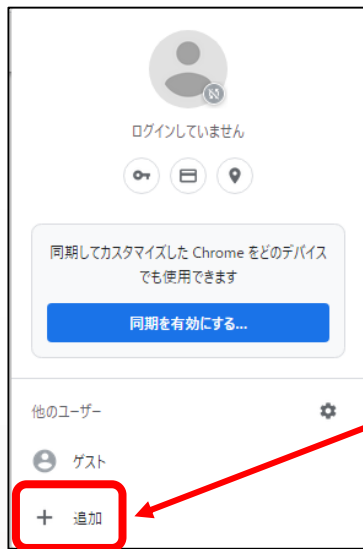 ログインしていません
同期してカスタマイズした Chrome をどのデバイス
でも使用できます
同期を有効にする...
他のユーザー
ゲスト
追加